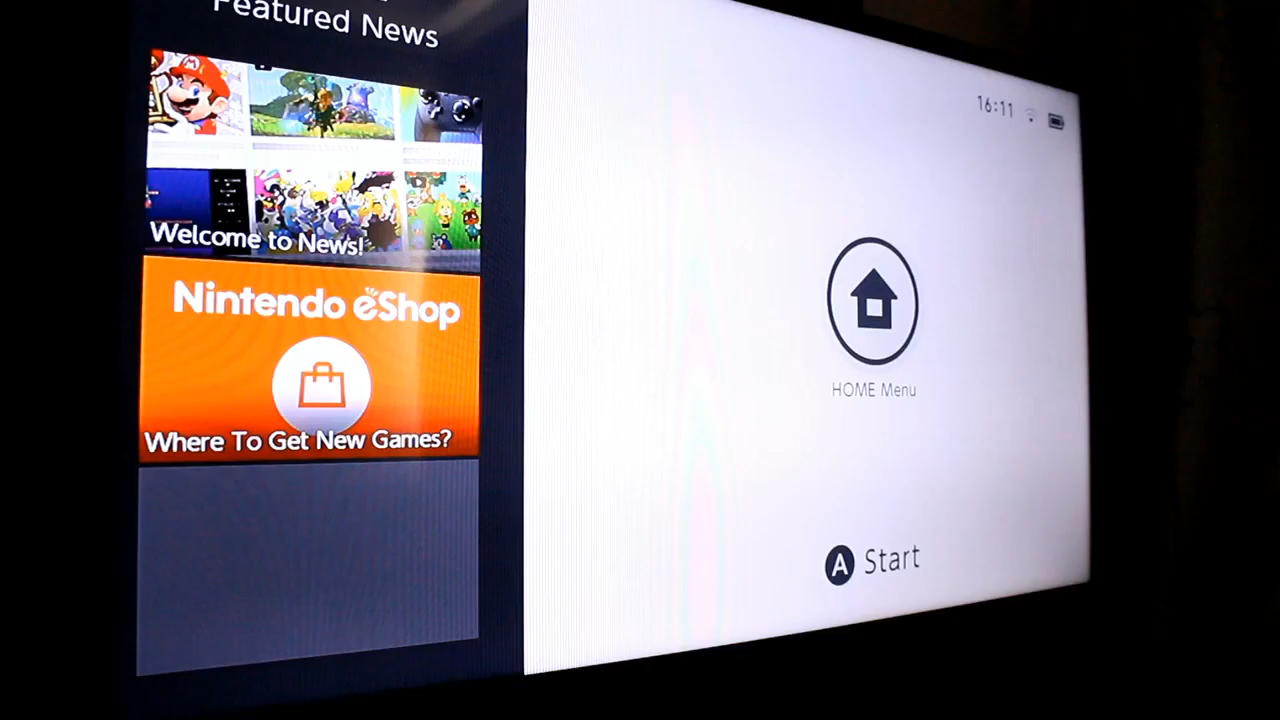 Featured News
16:11
Welcome to News!
Nintendo eShop
Where To Get New Games?
HOME Menu
A Start